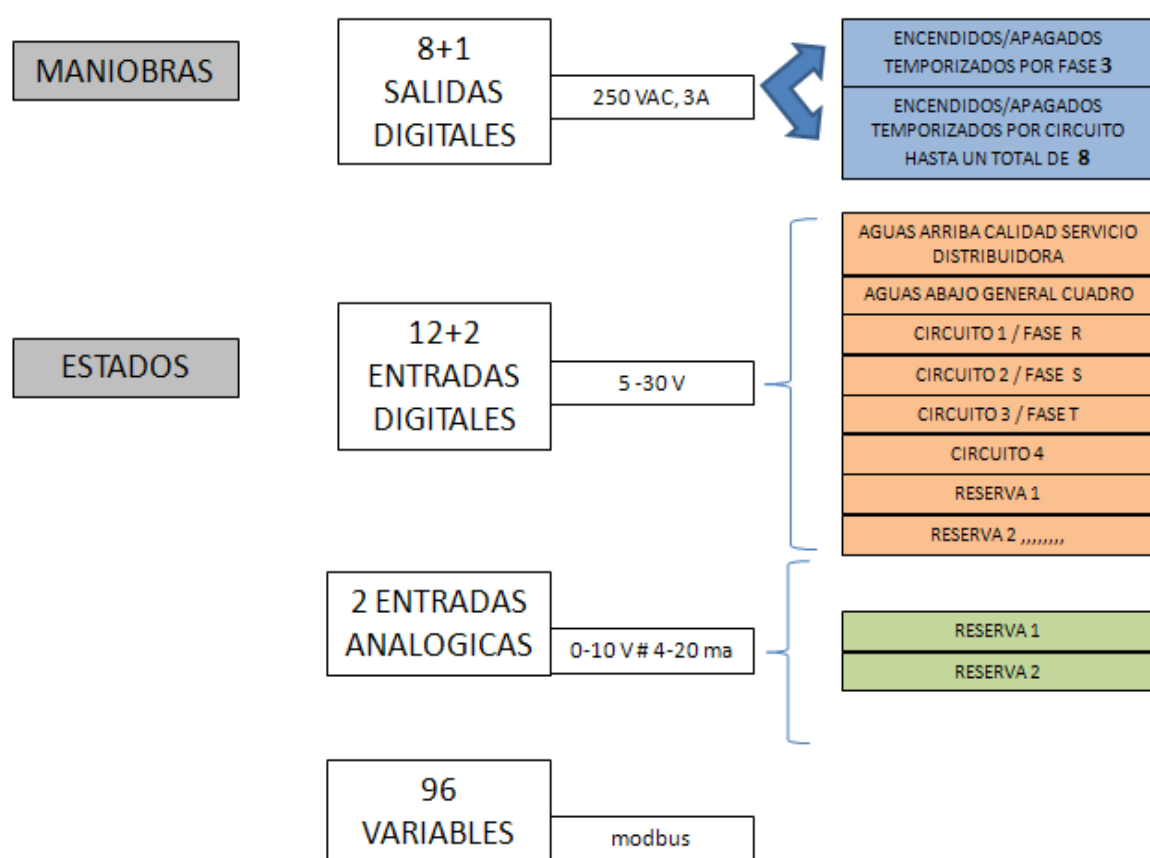 MANIOBRAS
8+1
SALIDAS
DIGITALES
250 VAC, 3A
ENCENDIDOS/APAGADOS
TEMPORIZADOS POR FASE 3
ENCENDIDOS/APAGADOS
TEMPORIZADOS POR CIRCUITO
HASTA UN TOTAL DE 8
ESTADOS
12+2
ENTRADAS
DIGITALES
5 -30 V
AGUAS ARRIBA CALIDAD SERVICIO
DISTRIBUIDORA
AGUAS ABAJO GENERAL CUADRO
CIRCUITO 1 / FASE R
CIRCUITO 2 / FASE S
CIRCUITO 3 / FASE T
CIRCUITO 4
RESERVA 1
RESERVA 2 ,,,,,,,,
2 ENTRADAS
ANALOGICAS
0-10 V # 4-20 ma
RESERVA 1
RESERVA 2
96
VARIABLES
modbus